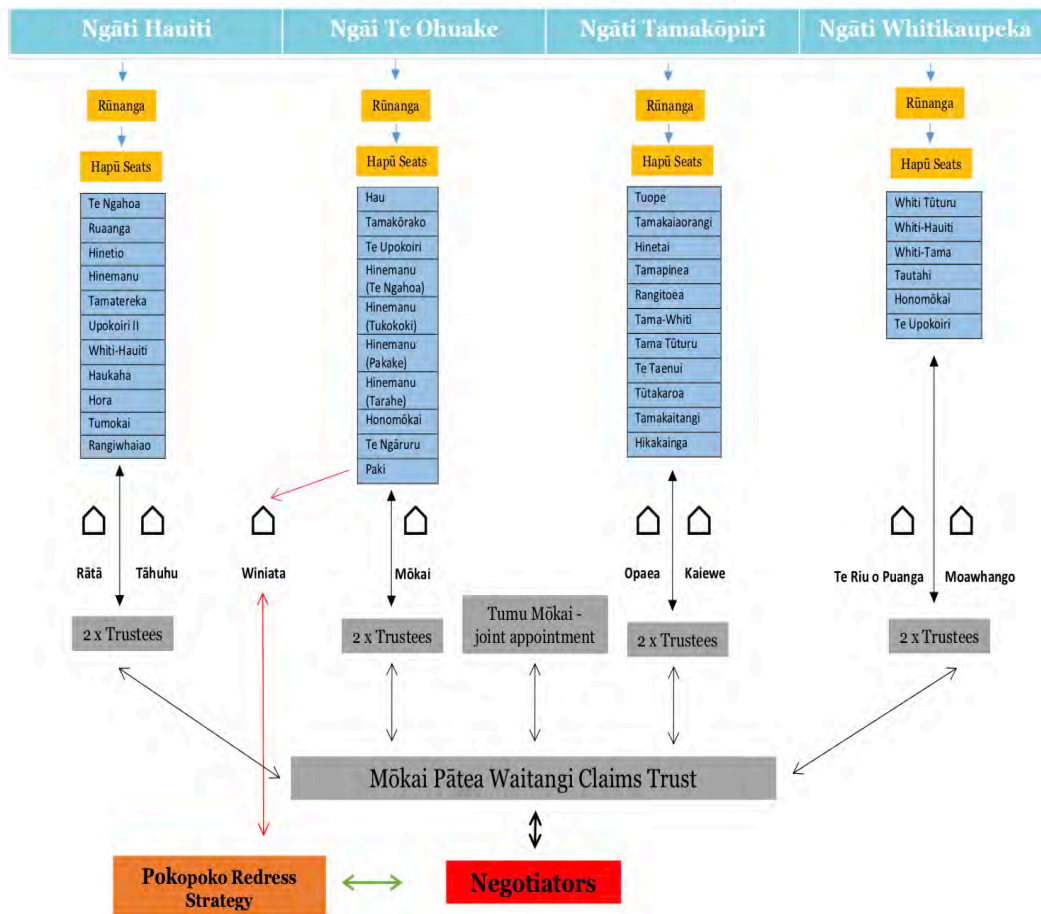 Ngāti Hauiti
Ngāi Te Ohuake
Ngāti Tamakōpiri
Ngāti Whitikaupeka
Rūnanga
Rūnanga
Rūnanga
Rūnanga
Hapū Seats
Hapū Seats
Hapū Seats
Hapū Seats
Te Ngahoa
Ruaanga
Hinetio
Hinemanu
Tamatereka
Upokoiri II
Whiti-Hauiti
Haukaha
Hora
Tumokai
Rangiwhaiao
Hau
Tamakōrako
Te Upokoiri
Hinemanu
(Te Ngahoa)
Hinemanu
(Tukokoki)
Hinemanu
(Pakake)
Hinemanu
(Tarahe)
Honomōkai
Te Ngāruru
Paki
Tuope
Tamakaiaorangi
Hinetai
Tamapinea
Rangitoea
Tama-Whiti
Tama Tūturu
Te Taenui
Tūtakaroa
Tamakaitangi
Hikakainga
Whiti Tūturu
Whiti-Hauiti
Whiti-Tama
Tautahi
Honomōkai
Te Upokoiri
Rātā
Tāhuhu
Winiata
Mōkai
Opaea
Kaiewe
Te Riu o Puanga
Moawhango
2 x Trustees
2 x Trustees
Tumu Mōkai -
joint appointment
2 x Trustees
2 x Trustees
Mōkai Pātea Waitangi Claims Trust
Pokopoko Redress
Strategy
Negotiators